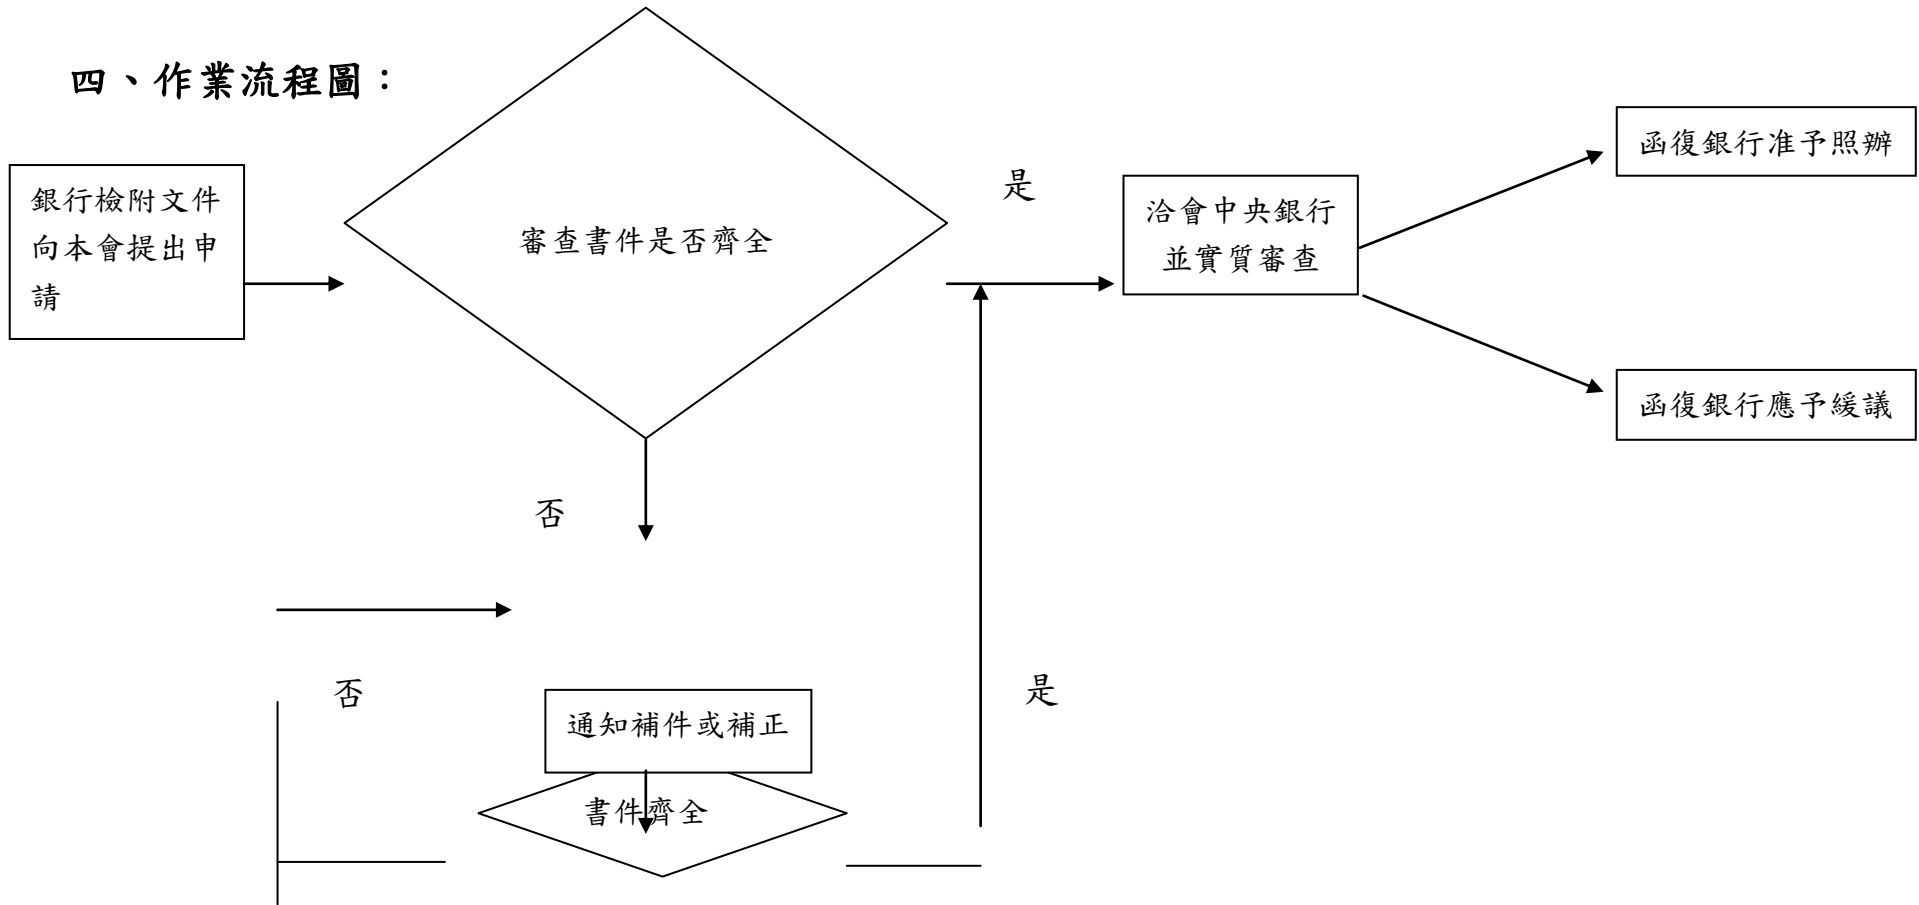 四、作業流程圖：
銀行檢附文件
向本會提出申
請
審查書件是否齊全
是
洽會中央銀行
並實質審查
函復銀行准予照辦
函復銀行應予緩議
否
否
通知補件或補正
是
書件齊全